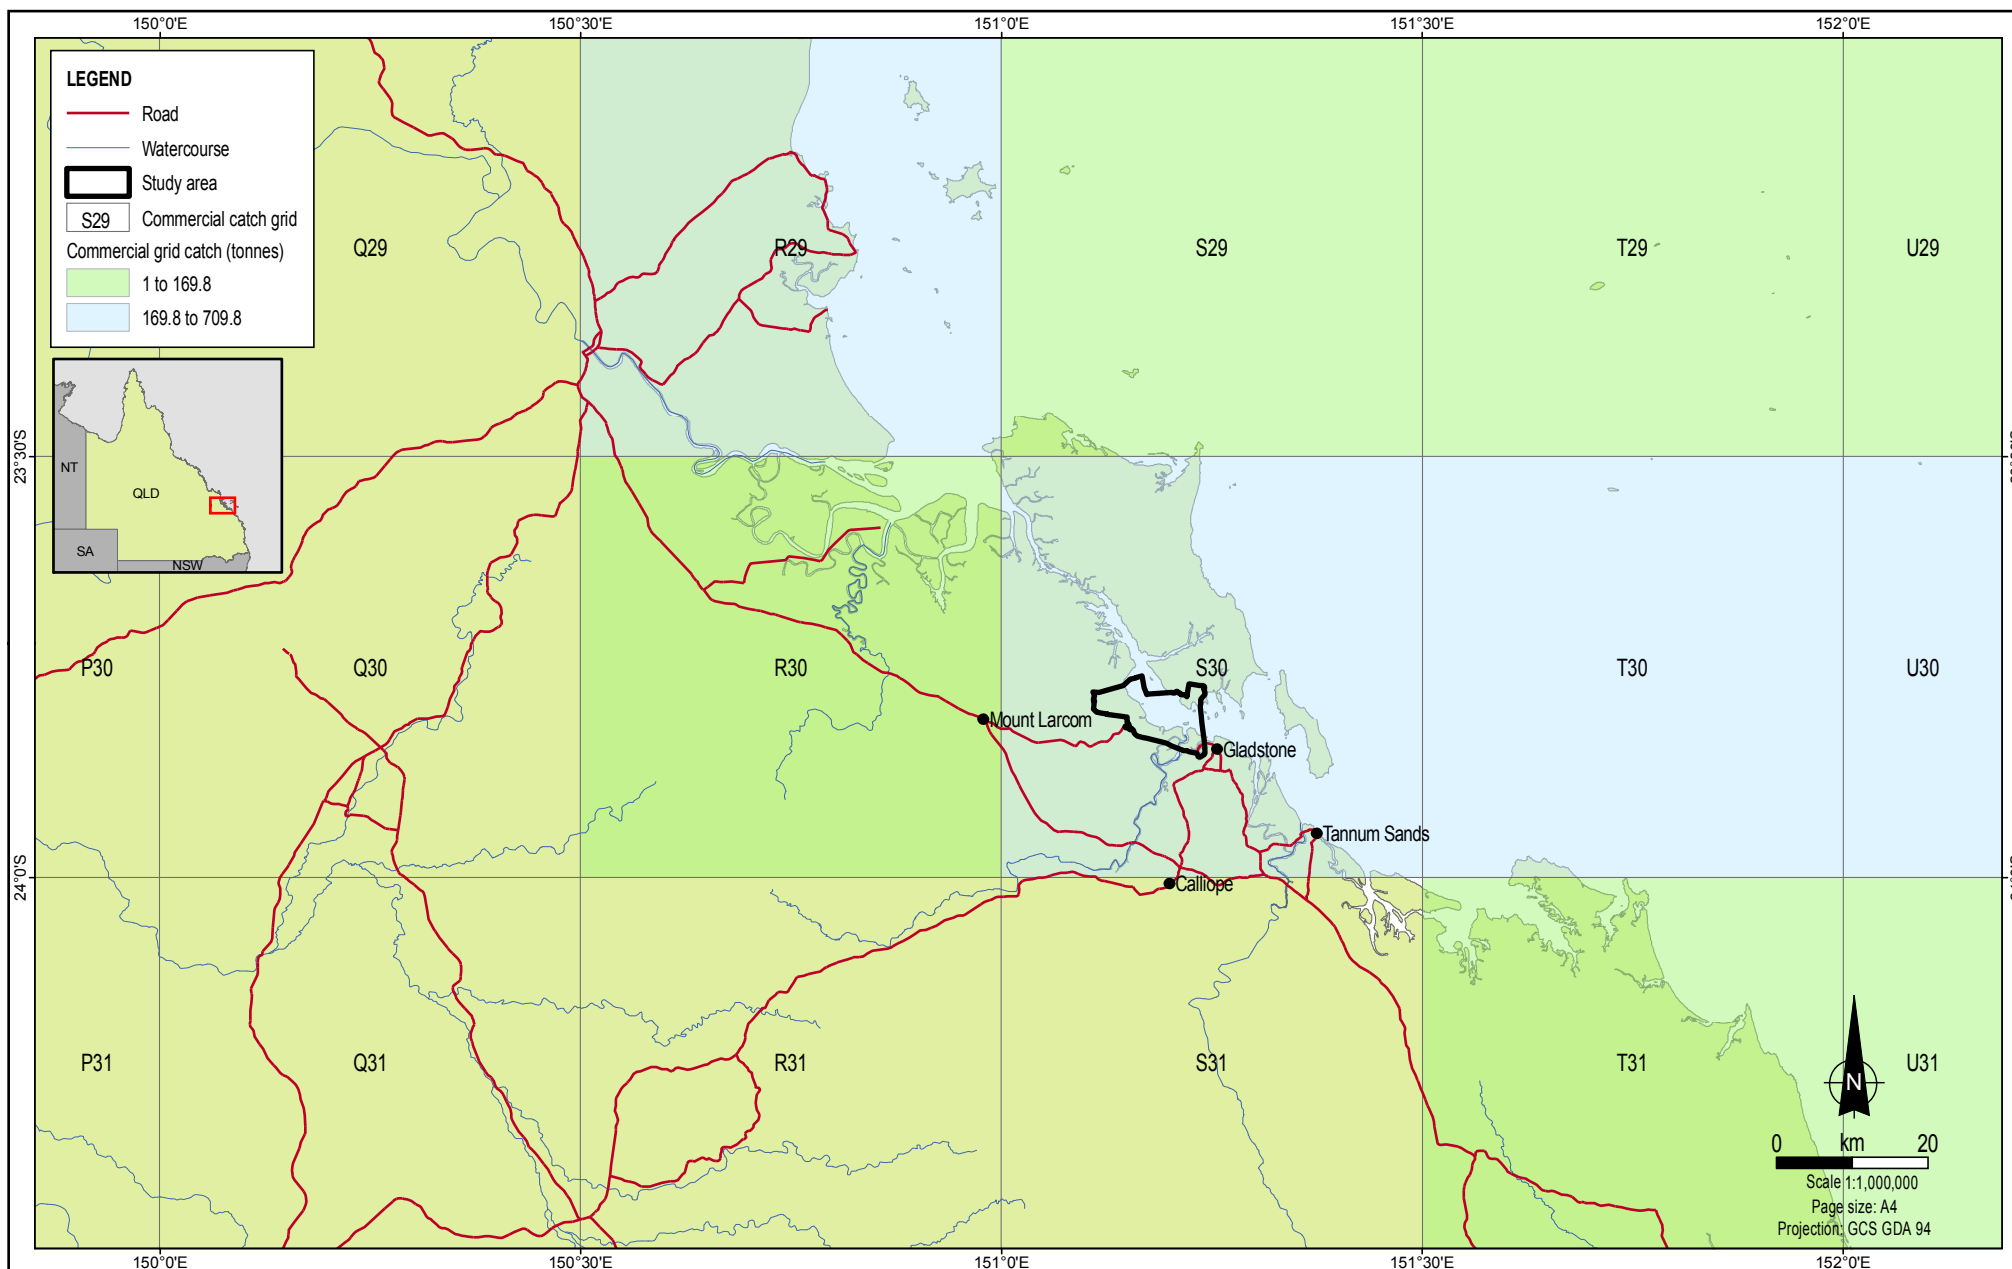 150°0'E 150°30'E 151°0'E 151°30'E 152°0'E
LEGEND
Road
Watercourse
Study area
S29 Commercial catch grid
Commercial grid catch (tonnes)
1 to 169.8
169.8 to 709.8
Q29 R29 S29 T29 U29
23°30'S
NT
QLD
SA
NSW
P30 Q30 R30 S30 T30 U30
Mount Larcom
Gladstone
Tannum Sands
24°0'S
Calliope
P31 Q31 R31 S31 T31 U31
N
0 km 20
Scale 1:1,000,000
Page size: A4
Projection: GCS GDA 94
150°0'E 150°30'E 151°0'E 151°30'E 152°0'E